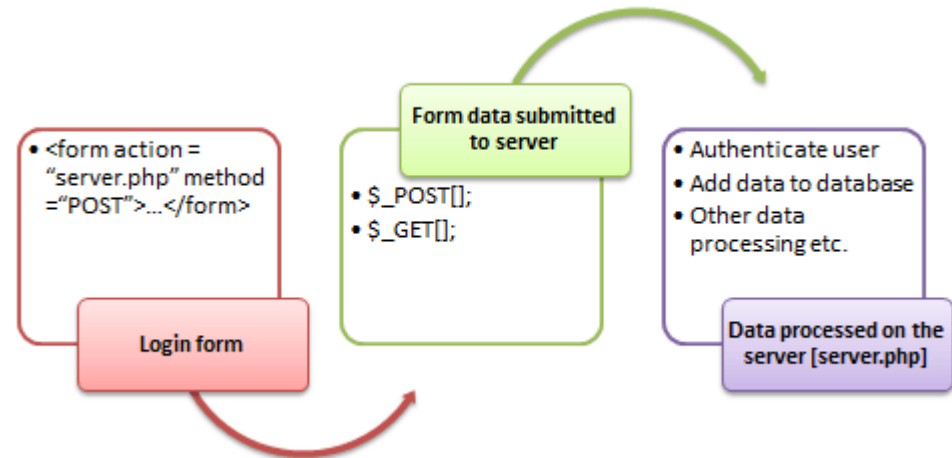 • <form action =
“server.php” method
=“POST”>...</form>
Login form
Form data submitted
to server
• $_POST[];
• $_GET[];
• Authenticate user
• Add data to database
• Other data
processing etc.
Data processed on the
server [server.php]